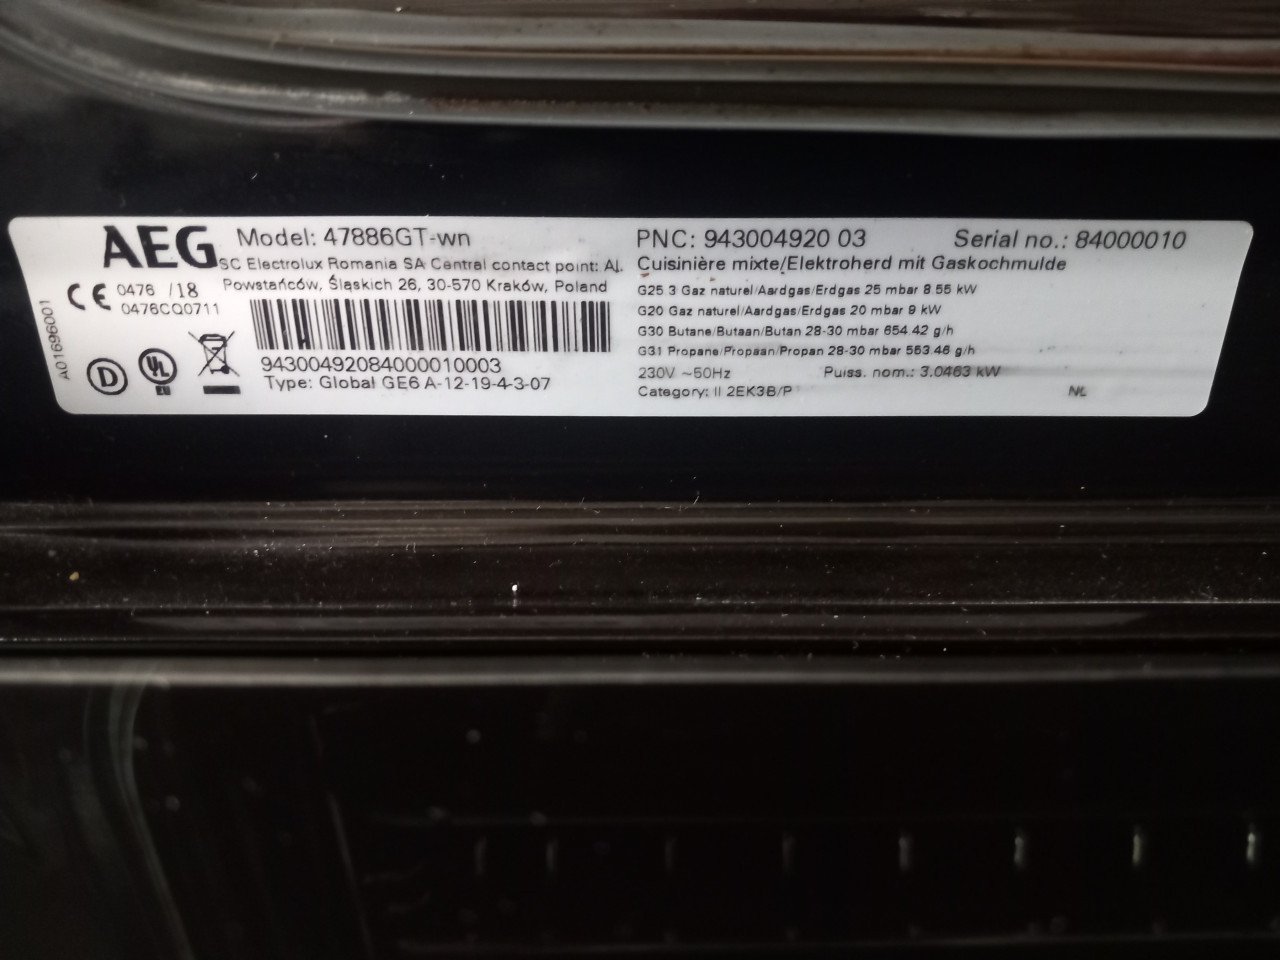 AEG
Model: 47886GT-wn
SC Electrolux Romania SA Central contact point: Al.
Powstańców, Śląskich 26, 30-570 Kraków, Poland
0476 /18
0476CQ0711
A01696001
D
UL
EU
94300492084000010003
Type: Global GE6 A-12-19-4-3-07
PNC: 943004920 03
Serial no.: 84000010
Cuisinière mixte/Elektroherd mit Gaskochmulde
G25 3 Gaz naturel/Aardgas/Erdgas 25 mbar 8 55 kW
G20 Gaz naturel/Aardgas/Erdgas 20 mbar 9 kW
G30 Butane/Butaan/Butan 28-30 mbar 654 42 g/h
G31 Propane/Propaan/Propan 28-30 mbar 553 46 g/h
230V ~50Hz
Puiss. nom.: 3.0463 kW
Category: II 2EK3B/P
NL